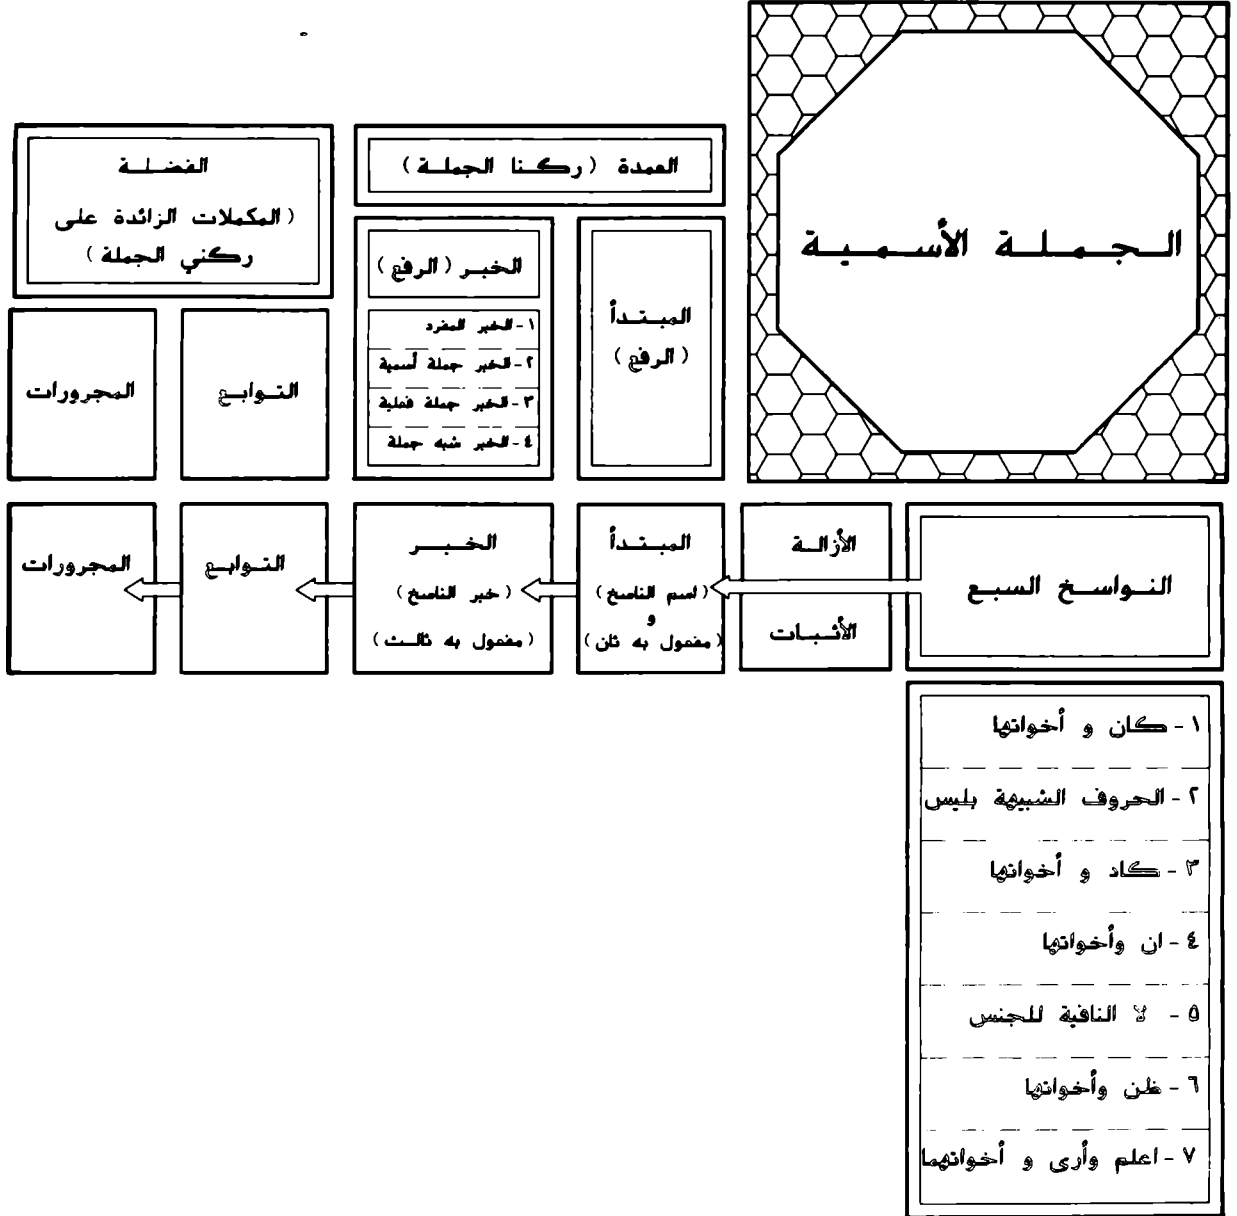 الجملة الأسمية
العمدة (ركنا الجملة)
المبتدأ
(الرفع)
الخبر (الرفع)
١- الخبر المفرد
٢- الخبر جملة أسمية
٣- الخبر جملة فعلية
٤- الخبر شبه جملة
الفضلة
(المكملات الزائدة على
ركني الجملة)
التوابع
المجرورات
النواسخ السبع
الأزالة
الأثبات
المبتدأ
(اسم الناسخ)
و
(مفعول به ثان)
الخبر
(خبر الناسخ)
(مفعول به ثالث)
التوابع
المجرورات
١- كان و أخواتها
٢- الحروف الشبيهة بليس
٣- كاد و أخواتها
٤- ان وأخواتها
٥- لا النافية للجنس
٦- ظن وأخواتها
٧- اعلم وأرى و أخواتهما